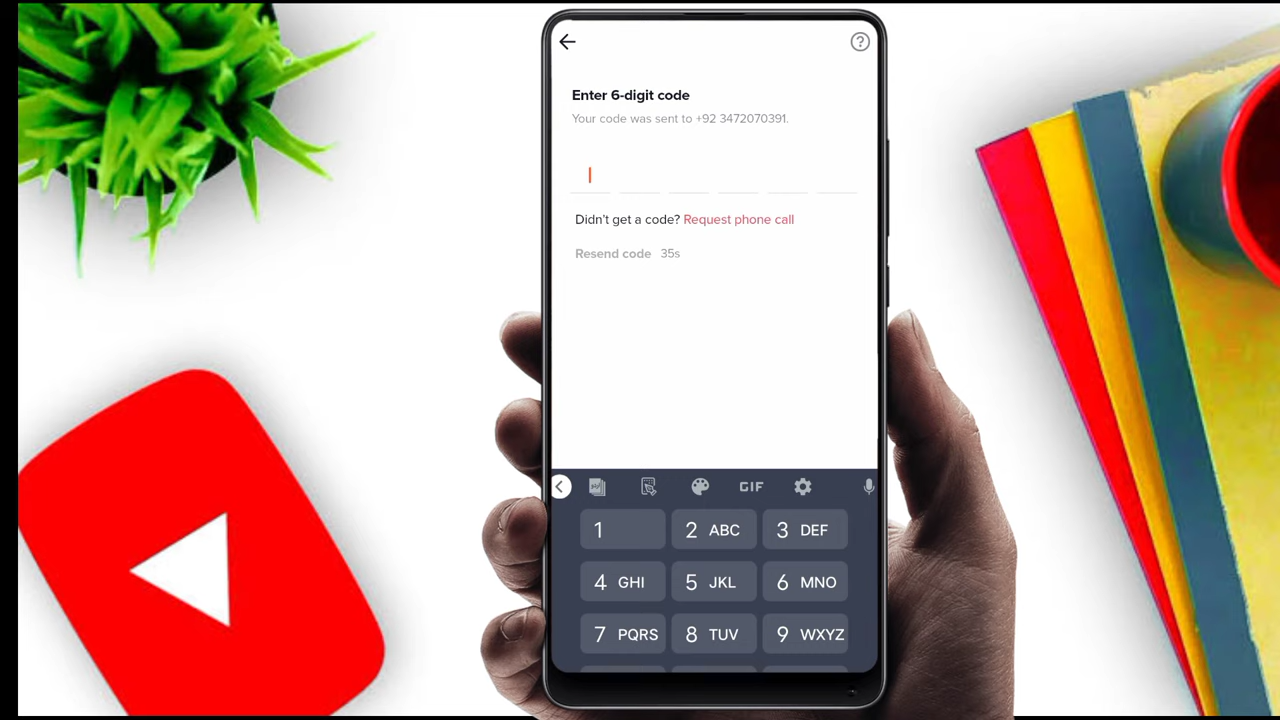 Enter 6-digit code
Your code was sent to +92 3472070391.
Didn't get a code? Request phone call
Resend code 35s
GIF
1 2 ABC 3 DEF
4 GHI 5 JKL 6 MNO
7 PQRS 8 TUV 9 WXYZ